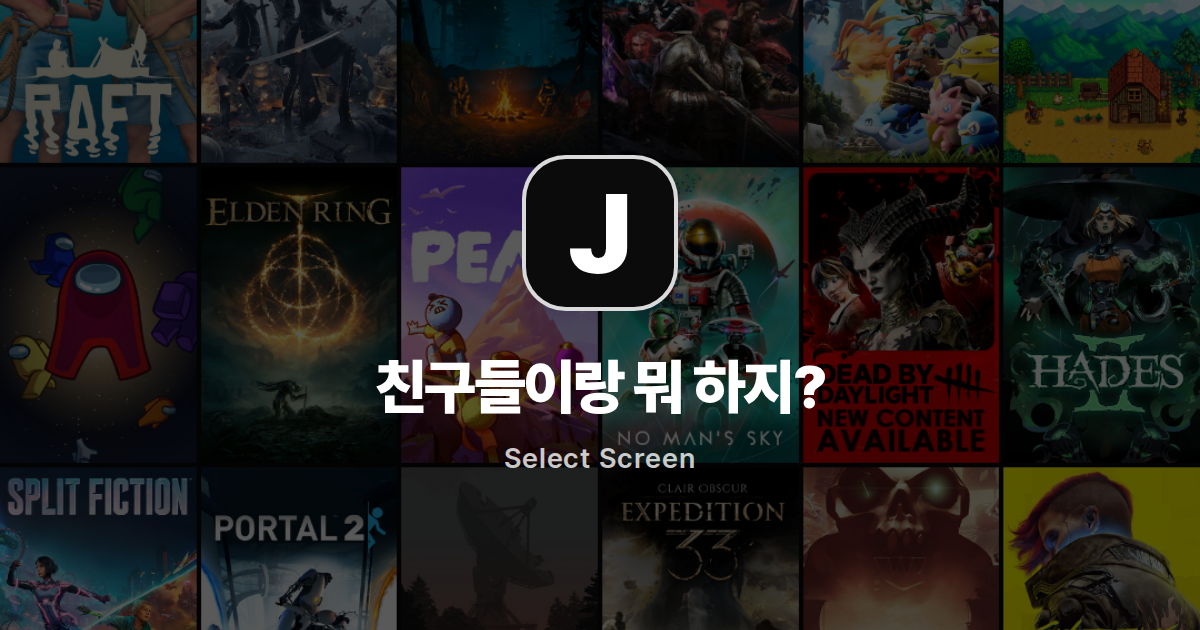 RAFT
ELDEN RING
PEA
J
친구들이랑 뭐 하지?
DEAD BY
DAYLIGHT
NEW CONTENT
AVAILABLE
HADES
II
NO MAN'S SKY
Select Screen
SPLIT FICTION
PORTAL 2
CLAIR OBSCUR
EXPEDITION
33